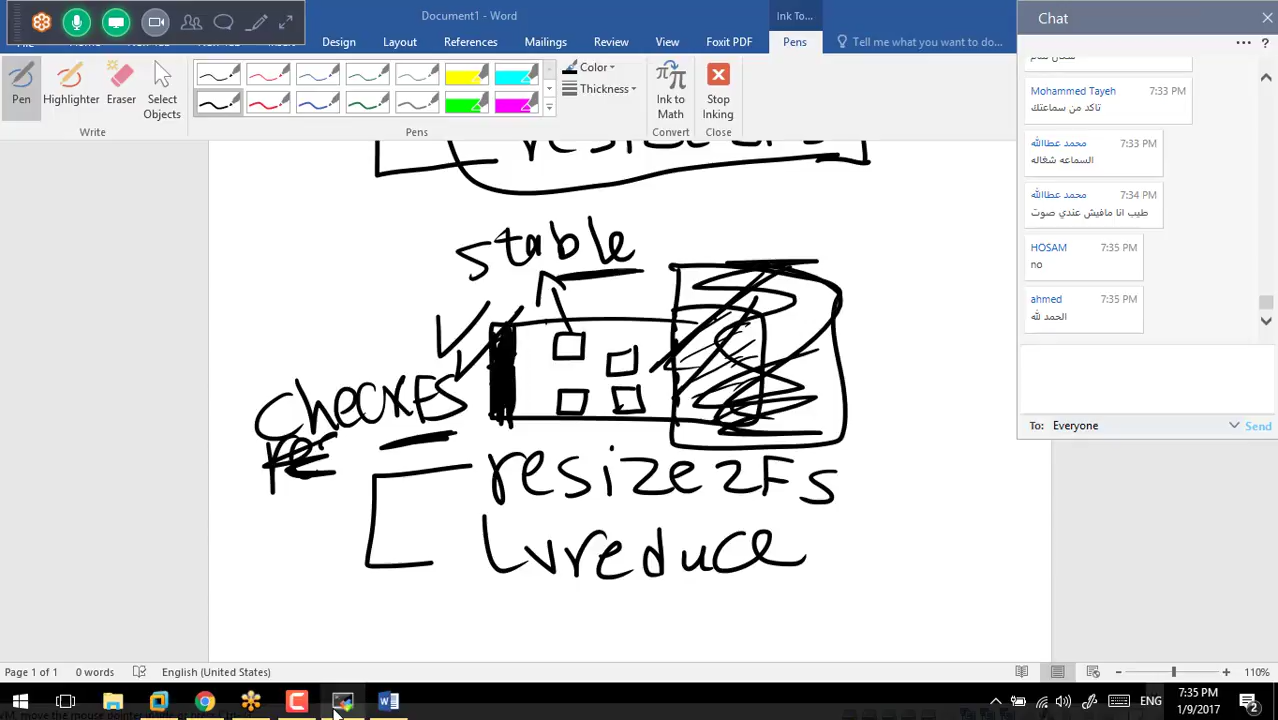 Document1 - Word
Ink To...
Design Layout References Mailings Review View Foxit PDF Pens Tell me what you want to do...
Pen Highlighter Eraser Select Objects
Color
Thickness
Ink to Math
Stop Inking
Write Pens Convert Close
stable
checkFs
resize2Fs
Lvreduce
Chat
Mohammed Tayeh 7:33 PM
تاكد من سماعتك
محمد عطاالله 7:33 PM
السماعه شغاله
محمد عطاالله 7:34 PM
طيب انا مافيش عندي صوت
HOSAM 7:35 PM
no
ahmed 7:35 PM
الحمد لله
To: Everyone Send
Page 1 of 1 0 words English (United States) 110%
ENG 7:35 PM
1/9/2017
2